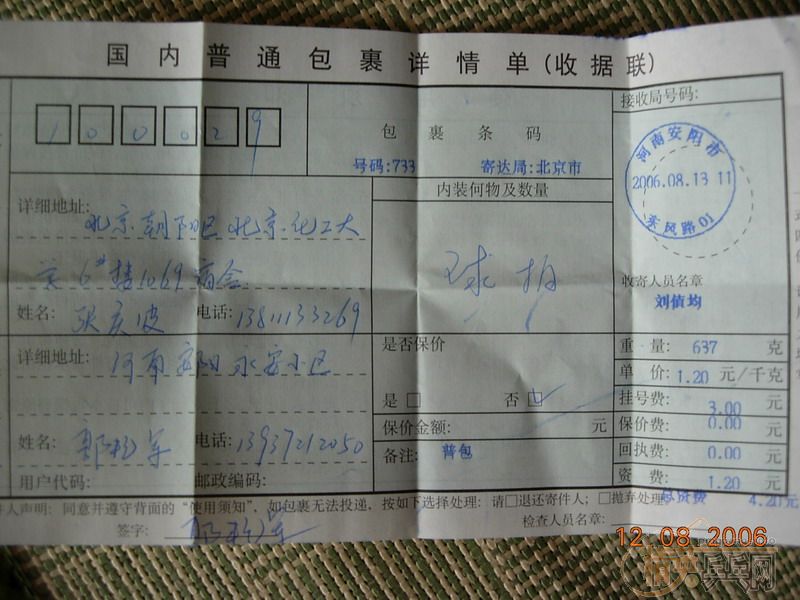 国内普通包裹详情单(收据联)
100029
包裹条码
号码:733 寄达局:北京市
接收局号码:
河南安阳市
2006.08.13 11
东风路01
详细地址:
北京朝阳区北京化工大
学6#楼1069宿舍
姓名: 张庆波 电话:13811133269
内装何物及数量
球拍
收寄人员名章
详细地址: 河南安阳永安小区
姓名: 电话:13937212050
用户代码: 邮政编码:
是否保价
是□ 否□
保价金额: 元
备注: 普包
重量: 637 克
单价:1.20 元/千克
挂号费: 3.00 元
保价费: 0.00 元
回执费: 0.00 元
资费: 1.20 元
总资费 4.20元
件人声明: 同意并遵守背面的“使用须知”, 如包裹无法投递, 按如下选择处理: 请□退还寄件人; □抛弃处理
签字:
检查人员名章:
12.08.2006
乒乓网